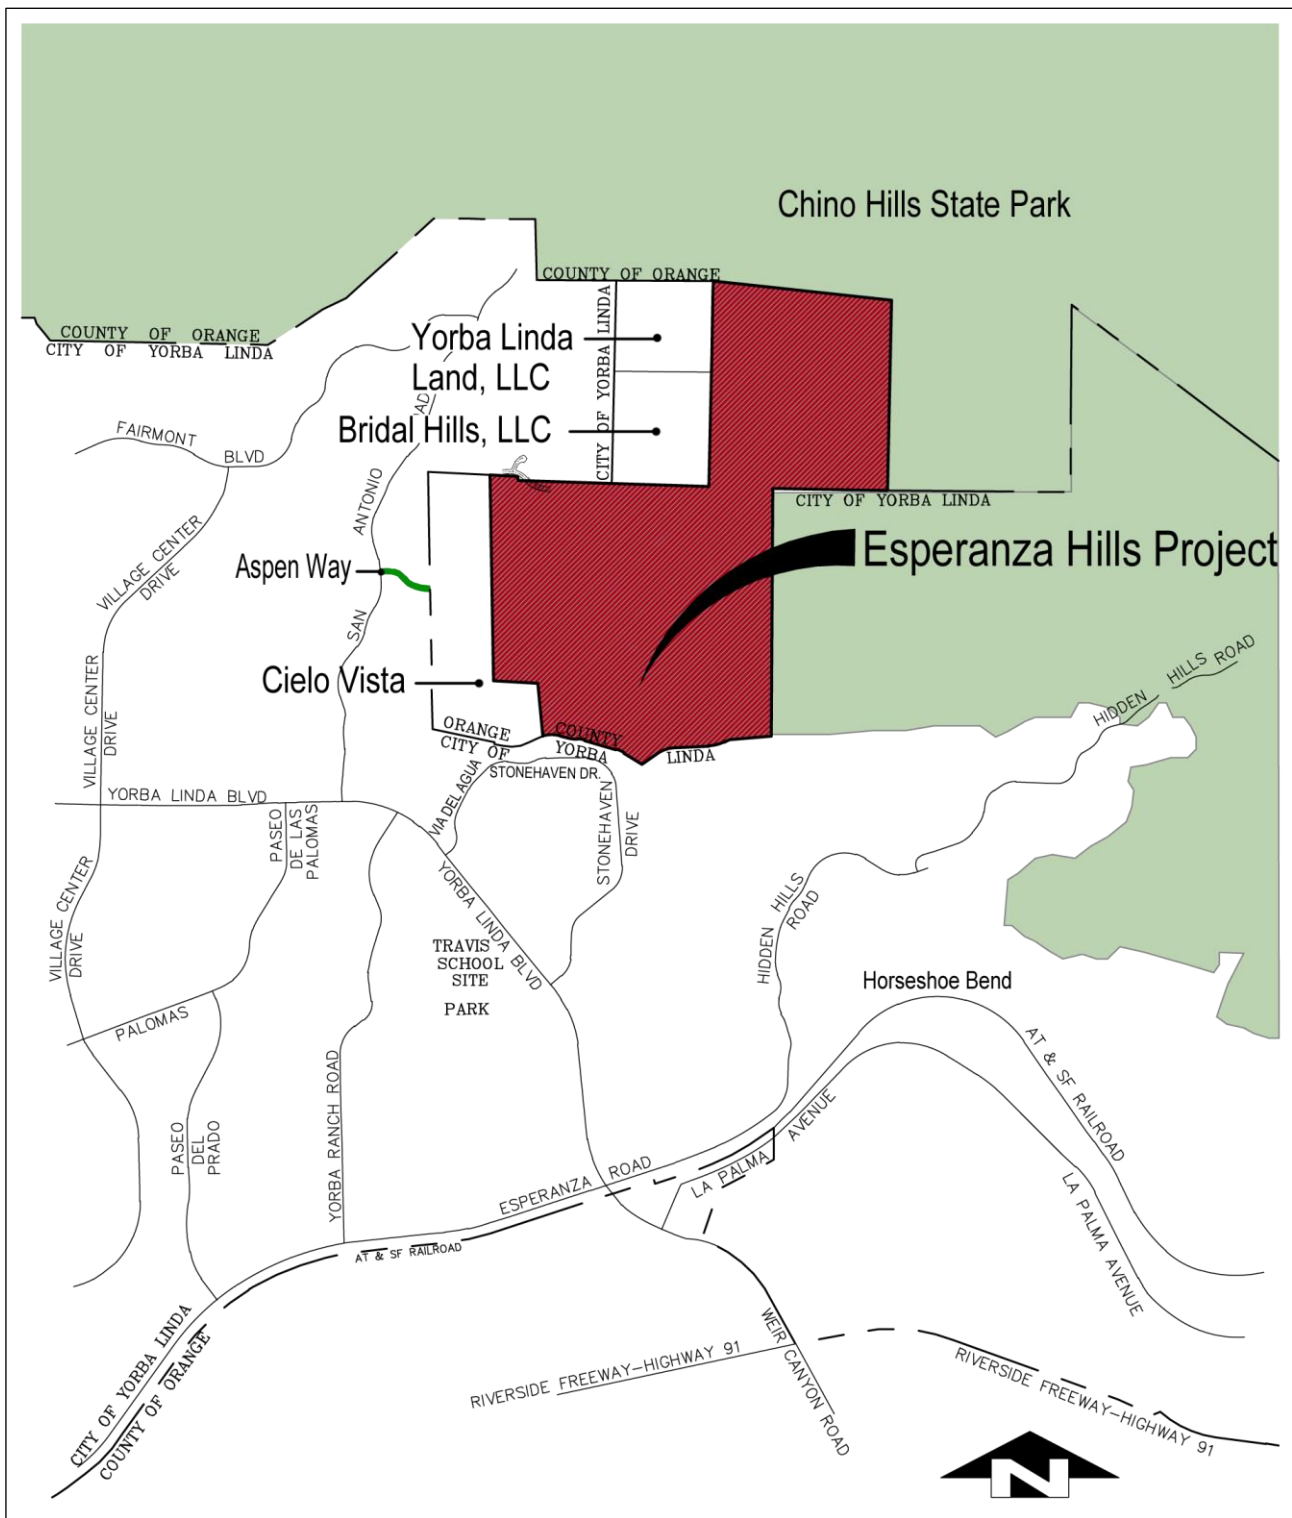 Chino Hills State Park
COUNTY OF ORANGE
COUNTY OF ORANGE
CITY OF YORBA LINDA
Yorba Linda
Land, LLC
CITY OF YORBA LINDA
AD
Bridal Hills, LLC
FAIRMONT
BLVD
ANTONIO
CITY OF YORBA LINDA
VILLAGE CENTER
DRIVE
Esperanza Hills Project
Aspen Way
SAN
Cielo Vista
HIDDEN HILLS ROAD
VILLAGE CENTER
DRIVE
ORANGE COUNTY
CITY OF YORBA LINDA
STONEHAVEN DR.
VIA DEL AGUA
STONEHAVEN
DRIVE
YORBA LINDA BLVD
PASEO
DE LAS
PALOMAS
VILLAGE CENTER
DRIVE
YORBA LINDA BLVD
HIDDEN HILLS
ROAD
TRAVIS
SCHOOL
SITE
PARK
Horseshoe Bend
PALOMAS
AT & SF RAILROAD
YORBA RANCH ROAD
PASEO
DEL
PRADO
ESPERANZA ROAD
LA PALMA AVENUE
LA PALMA AVENUE
AT & SF RAILROAD
CITY OF YORBA LINDA
COUNTY OF ORANGE
WEIR CANYON ROAD
RIVERSIDE FREEWAY-HIGHWAY 91
RIVERSIDE FREEWAY-HIGHWAY 91
N